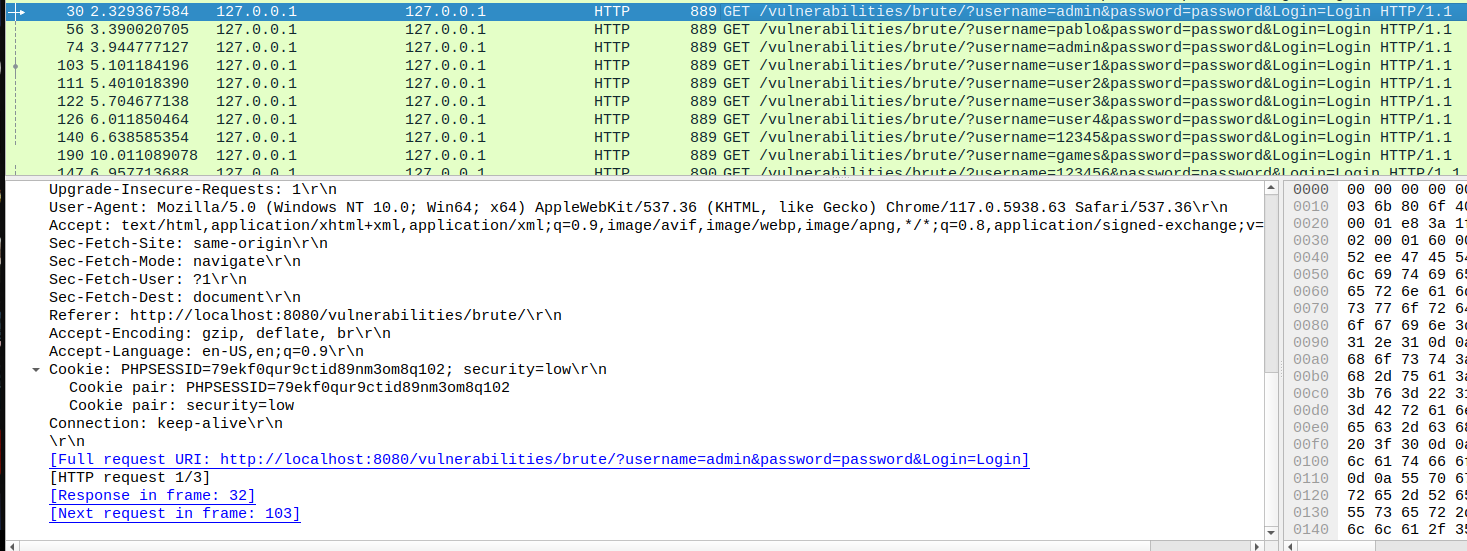 30 2.329367584 127.0.0.1 127.0.0.1 HTTP 889 GET /vulnerabilities/brute/?username=admin&password=password&Login=Login HTTP/1.1
56 3.390020705 127.0.0.1 127.0.0.1 HTTP 889 GET /vulnerabilities/brute/?username=pablo&password=password&Login=Login HTTP/1.1
74 3.944777127 127.0.0.1 127.0.0.1 HTTP 889 GET /vulnerabilities/brute/?username=admin&password=password&Login=Login HTTP/1.1
103 5.101184196 127.0.0.1 127.0.0.1 HTTP 889 GET /vulnerabilities/brute/?username=user1&password=password&Login=Login HTTP/1.1
111 5.401018390 127.0.0.1 127.0.0.1 HTTP 889 GET /vulnerabilities/brute/?username=user2&password=password&Login=Login HTTP/1.1
122 5.704677138 127.0.0.1 127.0.0.1 HTTP 889 GET /vulnerabilities/brute/?username=user3&password=password&Login=Login HTTP/1.1
126 6.011850464 127.0.0.1 127.0.0.1 HTTP 889 GET /vulnerabilities/brute/?username=user4&password=password&Login=Login HTTP/1.1
140 6.638585354 127.0.0.1 127.0.0.1 HTTP 889 GET /vulnerabilities/brute/?username=12345&password=password&Login=Login HTTP/1.1
190 10.011089078 127.0.0.1 127.0.0.1 HTTP 889 GET /vulnerabilities/brute/?username=games&password=password&Login=Login HTTP/1.1
147 6.957713688 127.0.0.1 127.0.0.1 HTTP 890 GET /vulnerabilities/brute/?username=123456&password=password&Login=Login HTTP/1.1
Upgrade-Insecure-Requests: 1\r\n
User-Agent: Mozilla/5.0 (Windows NT 10.0; Win64; x64) AppleWebKit/537.36 (KHTML, like Gecko) Chrome/117.0.5938.63 Safari/537.36\r\n
Accept: text/html,application/xhtml+xml,application/xml;q=0.9,image/avif,image/webp,image/apng,*/*;q=0.8,application/signed-exchange;v=
Sec-Fetch-Site: same-origin\r\n
Sec-Fetch-Mode: navigate\r\n
Sec-Fetch-User: ?1\r\n
Sec-Fetch-Dest: document\r\n
Referer: http://localhost:8080/vulnerabilities/brute/\r\n
Accept-Encoding: gzip, deflate, br\r\n
Accept-Language: en-US,en;q=0.9\r\n
Cookie: PHPSESSID=79ekf0qur9ctid89nm3om8q102; security=low\r\n
Cookie pair: PHPSESSID=79ekf0qur9ctid89nm3om8q102
Cookie pair: security=low
Connection: keep-alive\r\n
\r\n
[Full request URI: http://localhost:8080/vulnerabilities/brute/?username=admin&password=password&Login=Login]
[HTTP request 1/3]
[Response in frame: 32]
[Next request in frame: 103]
0000 00 00 00 00 00
0010 03 6b 80 6f 40
0020 00 01 e8 3a 1f
0030 02 00 01 60 00
0040 52 ee 47 45 54
0050 6c 69 74 69 65
0060 65 72 6e 61 6d
0070 73 77 6f 72 64
0080 6f 67 69 6e 3d
0090 31 2e 31 0d 0a
00a0 68 6f 73 74 3a
00b0 68 2d 75 61 3a
00c0 3b 76 3d 22 31
00d0 3d 42 72 61 6e
00e0 65 63 2d 63 68
00f0 20 3f 30 0d 0a
0100 6c 61 74 66 6f
0110 0d 0a 55 70 67
0120 72 65 2d 52 65
0130 55 73 65 72 2d
0140 6c 6c 61 2f 35